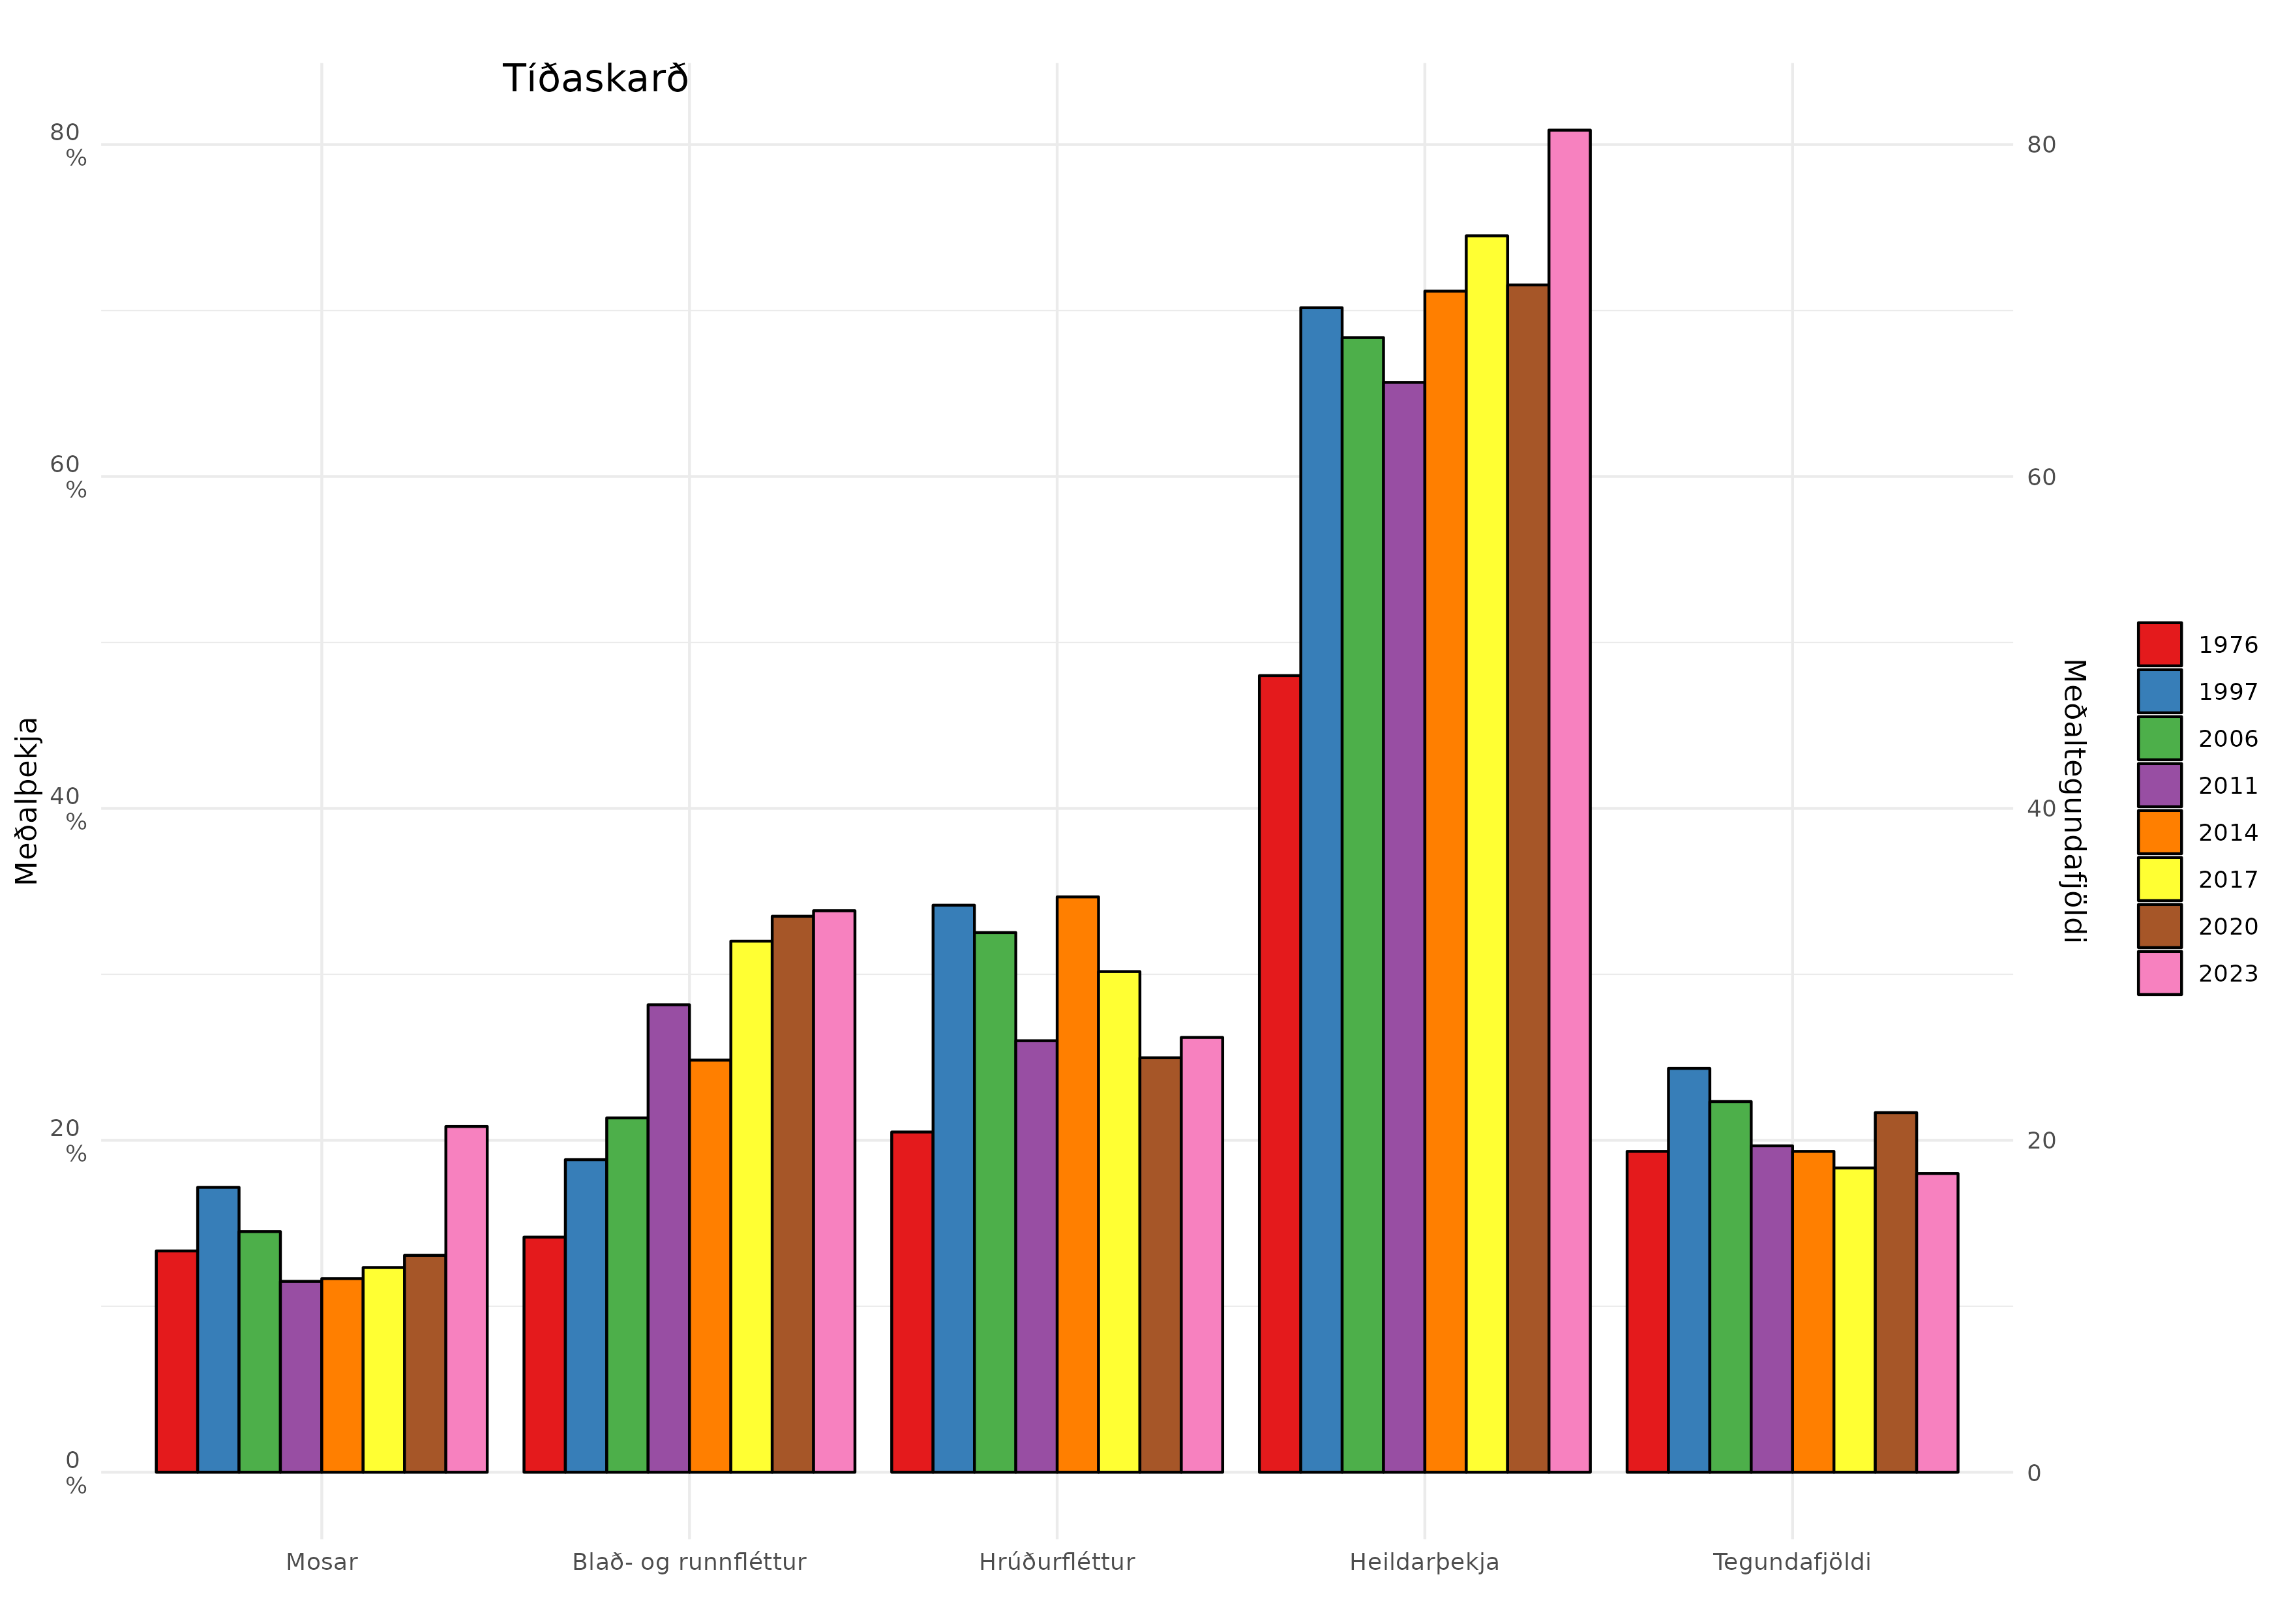 Tíðaskarð
Meðalþekja
80
%
60
%
40
%
20
%
0
%
80
60
40
20
0
Meðaltegundafjöldi
Mosar
Blað- og runnfléttur
Hrúðurfléttur
Heildarþekja
Tegundafjöldi
1976
1997
2006
2011
2014
2017
2020
2023